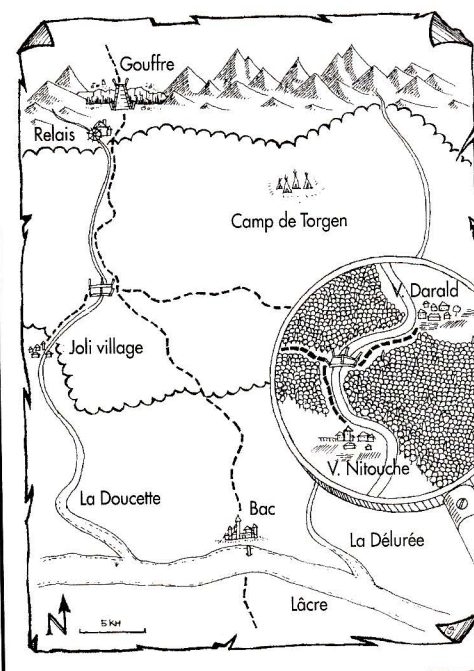 Gouffre
Relais
Camp de Torgen
V. Darald
Joli village
V. Nitouche
La Doucette
Bac
La Délurée
Lâcre
N
5 KM